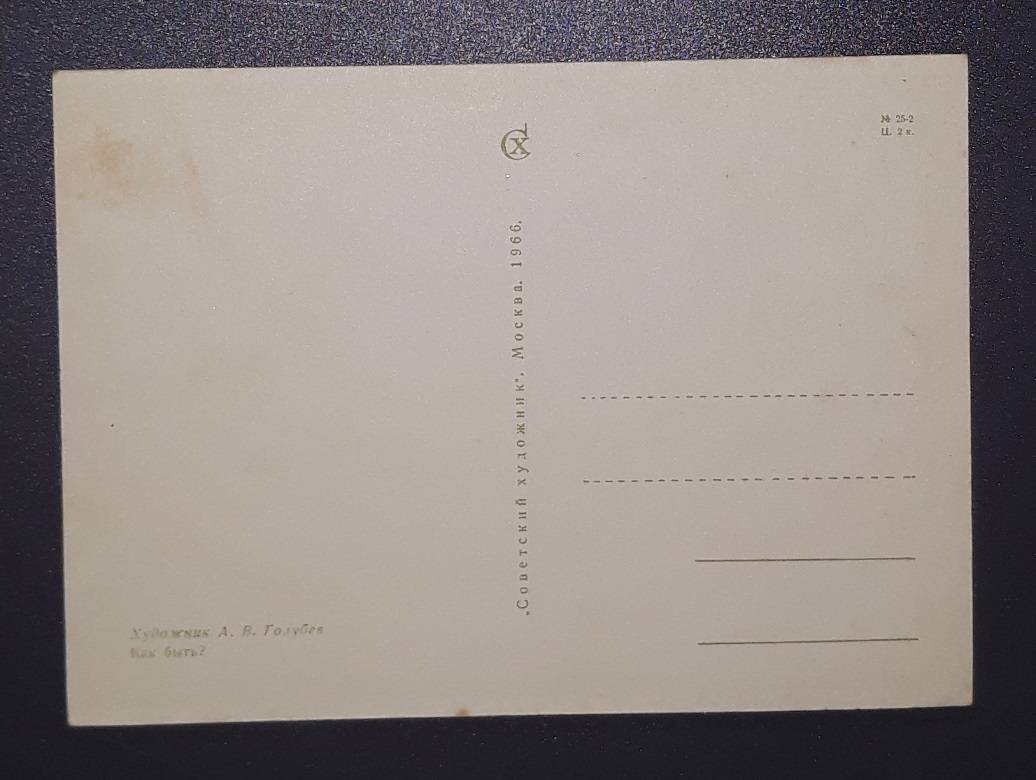 СХ
№ 25-2
Ц. 2 к.
„Советский художник". Москва. 1966.
Художник А. В. Голубев
Как быть?